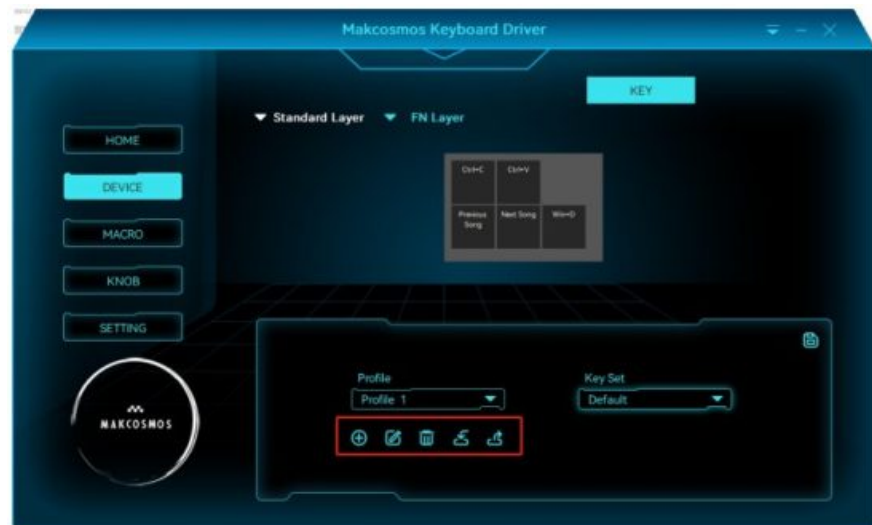 Makcosmos Keyboard Driver
KEY
Standard Layer FN Layer
HOME
DEVICE
MACRO
KNOB
SETTING
Ctrl+C Ctrl+V
Previous Song Next Song Win+D
Profile Key Set
Profile 1 Default
MAKCOSMOS